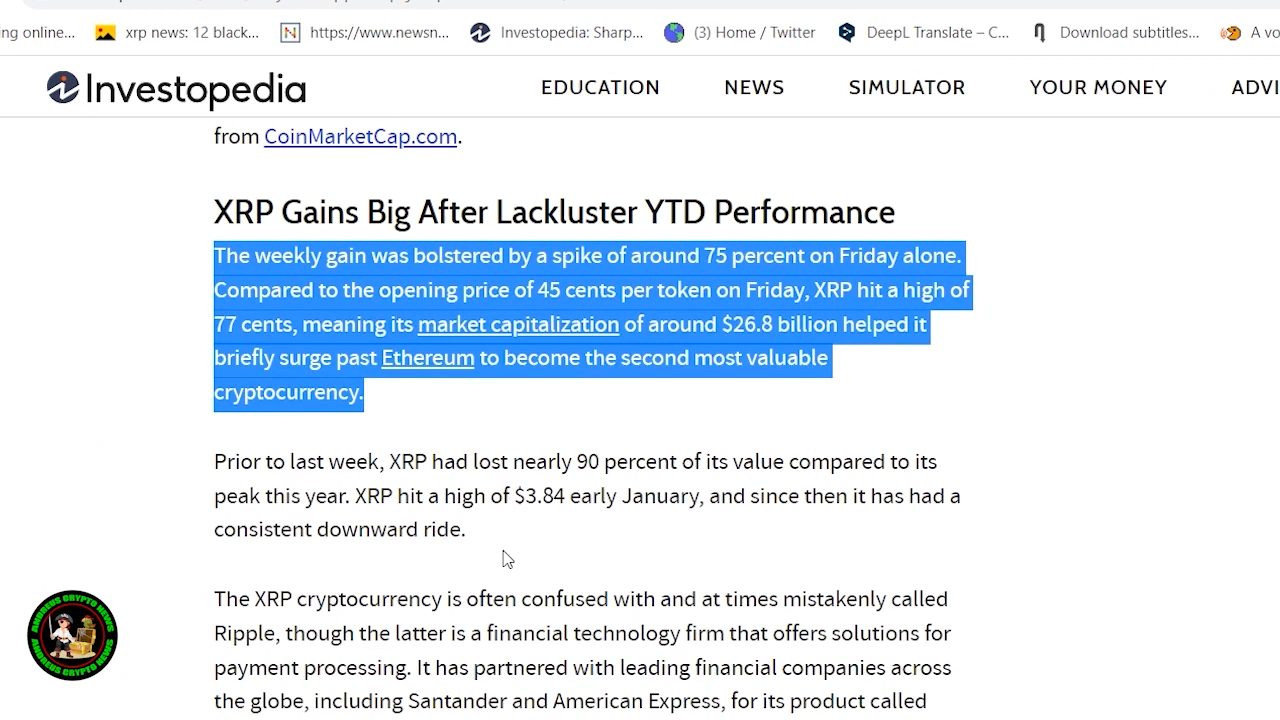 ing online...
xrp news: 12 black...
https://www.newsn...
Investopedia: Sharp...
(3) Home / Twitter
DeepL Translate – C...
Download subtitles...
A vo
Investopedia
EDUCATION
NEWS
SIMULATOR
YOUR MONEY
ADVI
from CoinMarketCap.com.
XRP Gains Big After Lackluster YTD Performance
The weekly gain was bolstered by a spike of around 75 percent on Friday alone.
Compared to the opening price of 45 cents per token on Friday, XRP hit a high of
77 cents, meaning its market capitalization of around $26.8 billion helped it
briefly surge past Ethereum to become the second most valuable
cryptocurrency.
Prior to last week, XRP had lost nearly 90 percent of its value compared to its
peak this year. XRP hit a high of $3.84 early January, and since then it has had a
consistent downward ride.
The XRP cryptocurrency is often confused with and at times mistakenly called
Ripple, though the latter is a financial technology firm that offers solutions for
payment processing. It has partnered with leading financial companies across
the globe, including Santander and American Express, for its product called
ANDREUS CRYPTO NEWS
ANDREUS CRYPTO NEWS